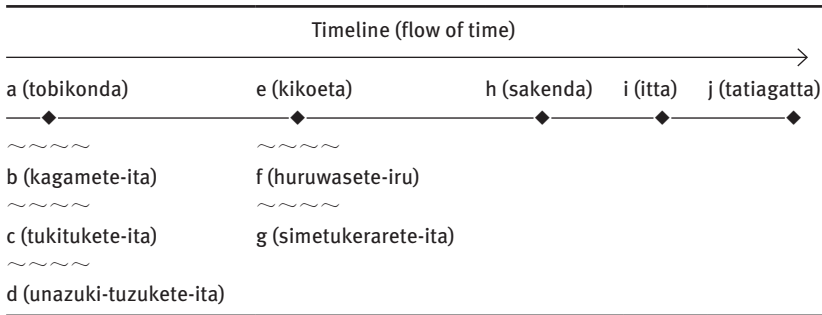 Timeline (flow of time)
a (tobikonda) e (kikoeta) h (sakenda) i (itta) j (tatiagatta)
b (kagamete-ita) f (huruwasete-iru)
c (tukitukete-ita) g (simetukerarete-ita)
d (unazuki-tuzukete-ita)